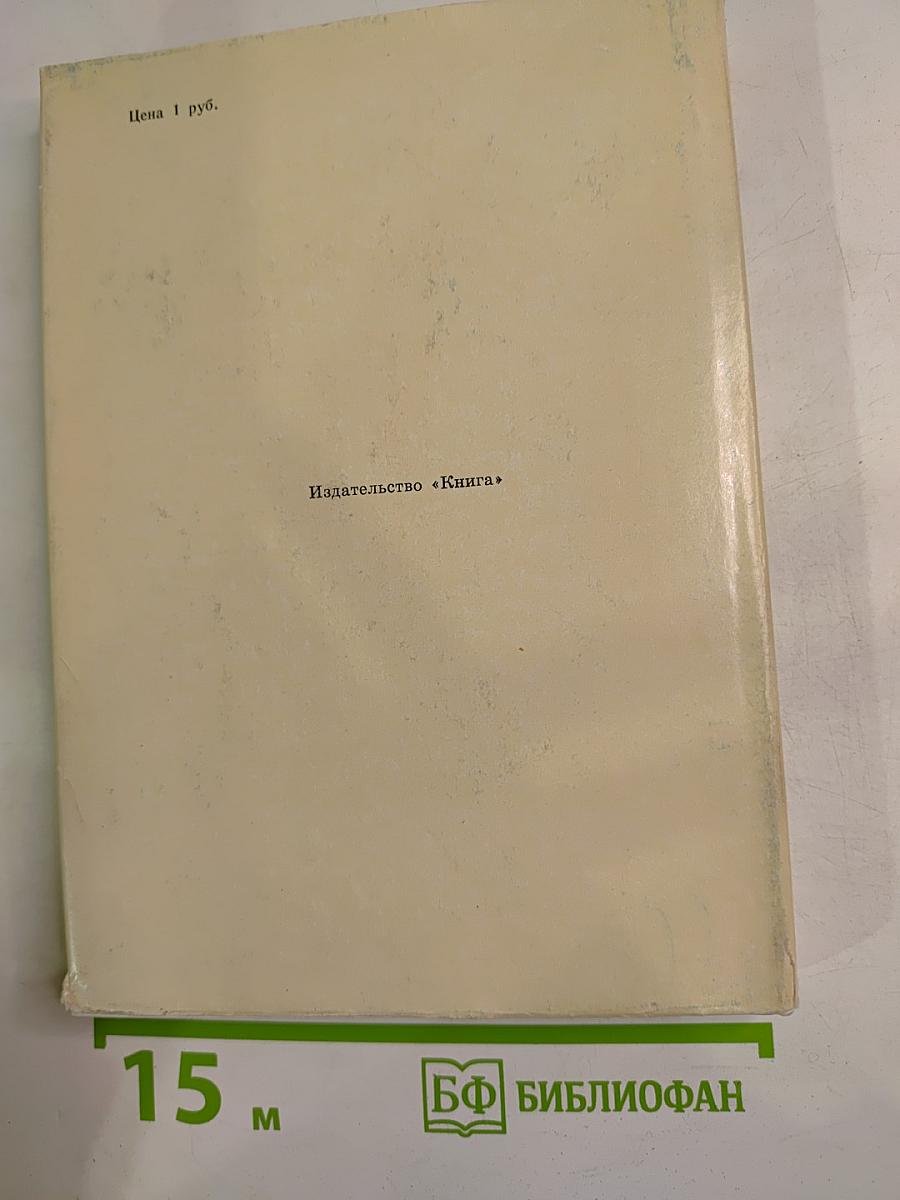 Цена 1 руб.
Издательство «Книга»
15 м
БФ БИБЛИОФАН